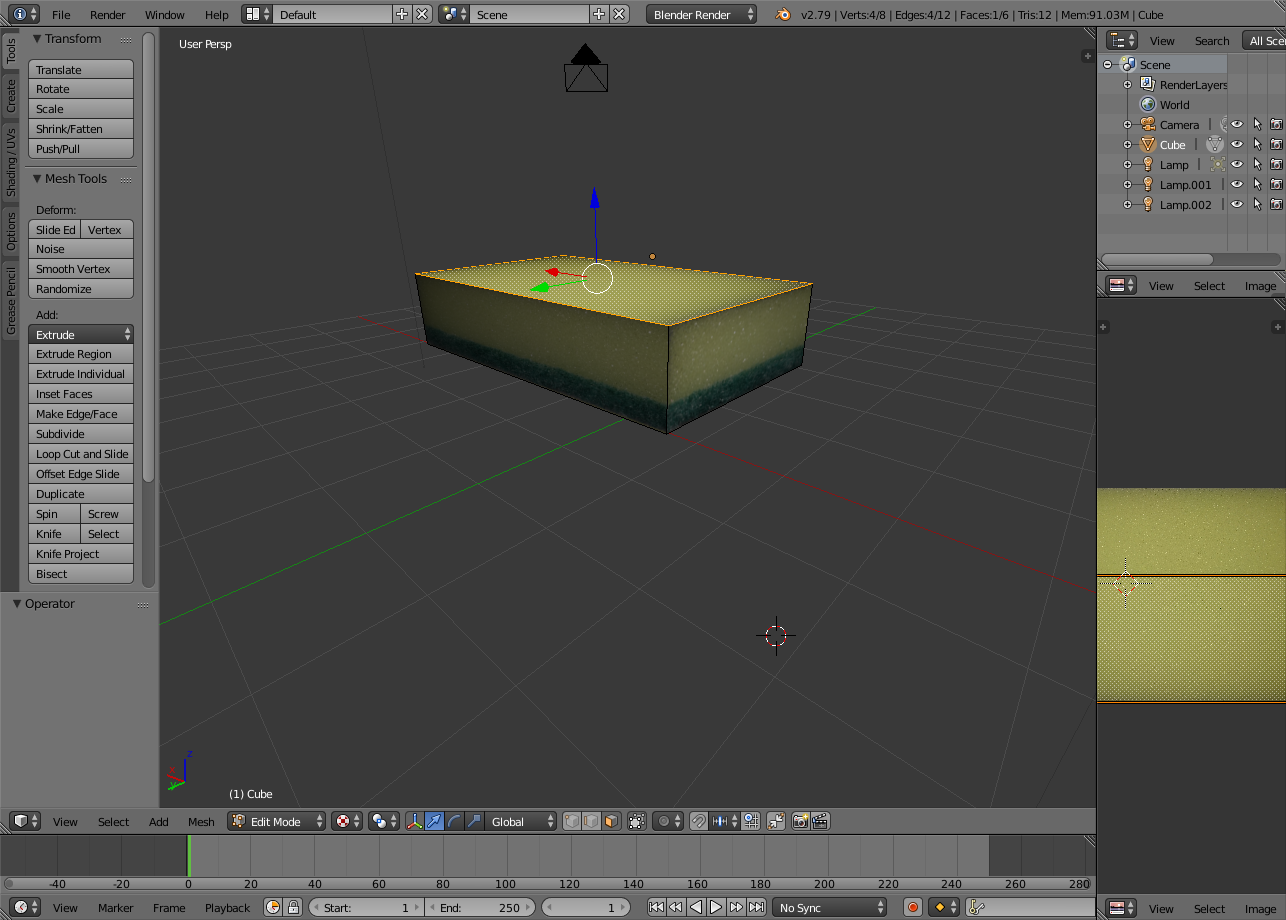 File Render Window Help Default Scene Blender Render v2.79 | Verts:4/8 | Edges:4/12 | Faces:1/6 | Tris:12 | Mem:91.03M | Cube
Tools
Create
Shading / UVs
Options
Grease Pencil
Transform
Translate
Rotate
Scale
Shrink/Fatten
Push/Pull
Mesh Tools
Deform:
Slide Ed Vertex
Noise
Smooth Vertex
Randomize
Add:
Extrude
Extrude Region
Extrude Individual
Inset Faces
Make Edge/Face
Subdivide
Loop Cut and Slide
Offset Edge Slide
Duplicate
Spin Screw
Knife Select
Knife Project
Bisect
Operator
User Persp
z
x
y
(1) Cube
View Select Add Mesh Edit Mode Global
View Search All Sce
Scene
RenderLayers
World
Camera
Cube
Lamp
Lamp.001
Lamp.002
View Select Image
-40 -20 0 20 40 60 80 100 120 140 160 180 200 220 240 260 280
View Marker Frame Playback Start: 1 End: 250 1 No Sync
View Select Image